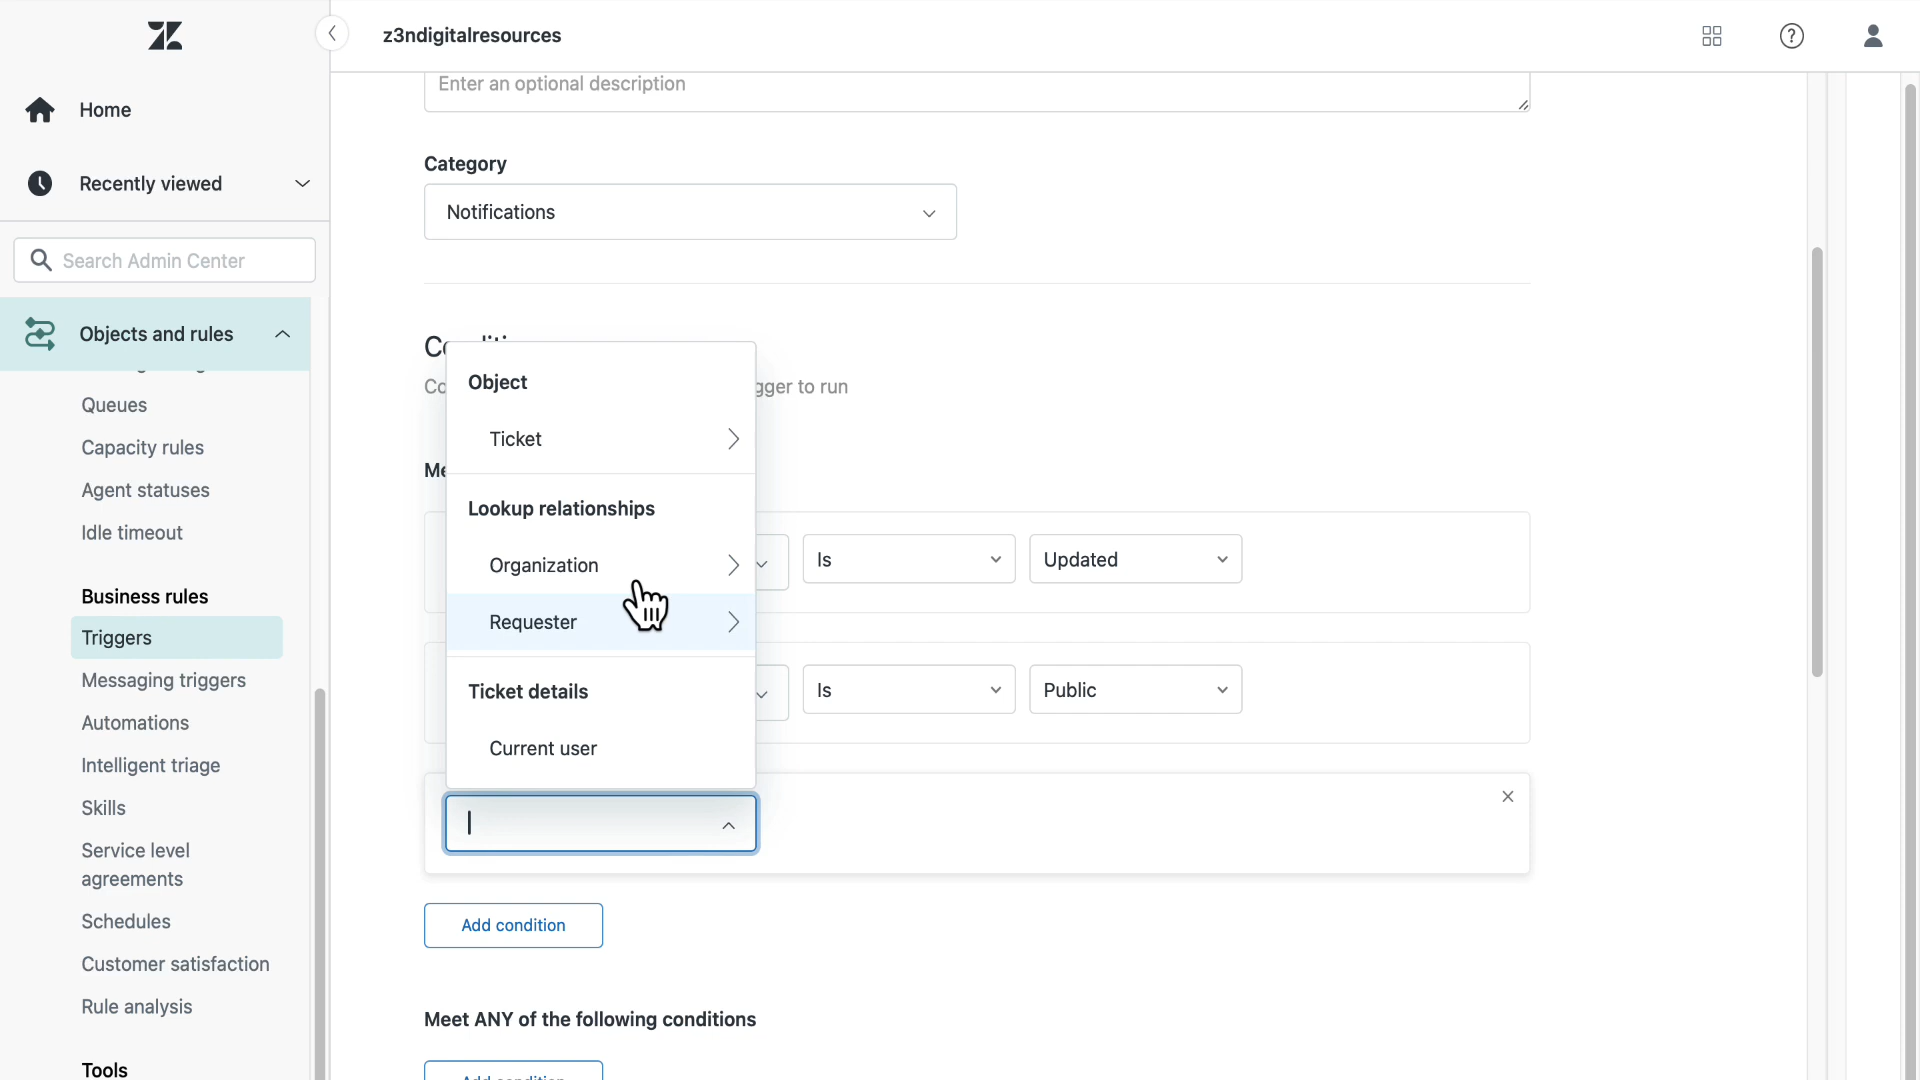 z3ndigitalresources
Home
Recently viewed
Search Admin Center
Objects and rules
Queues
Capacity rules
Agent statuses
Idle timeout
Business rules
Triggers
Messaging triggers
Automations
Intelligent triage
Skills
Service level
agreements
Schedules
Customer satisfaction
Rule analysis
Tools
Enter an optional description
Category
Notifications
gger to run
Object
Ticket
Lookup relationships
Organization
Requester
Ticket details
Current user
Is
Updated
Is
Public
Add condition
Meet ANY of the following conditions
Add condition